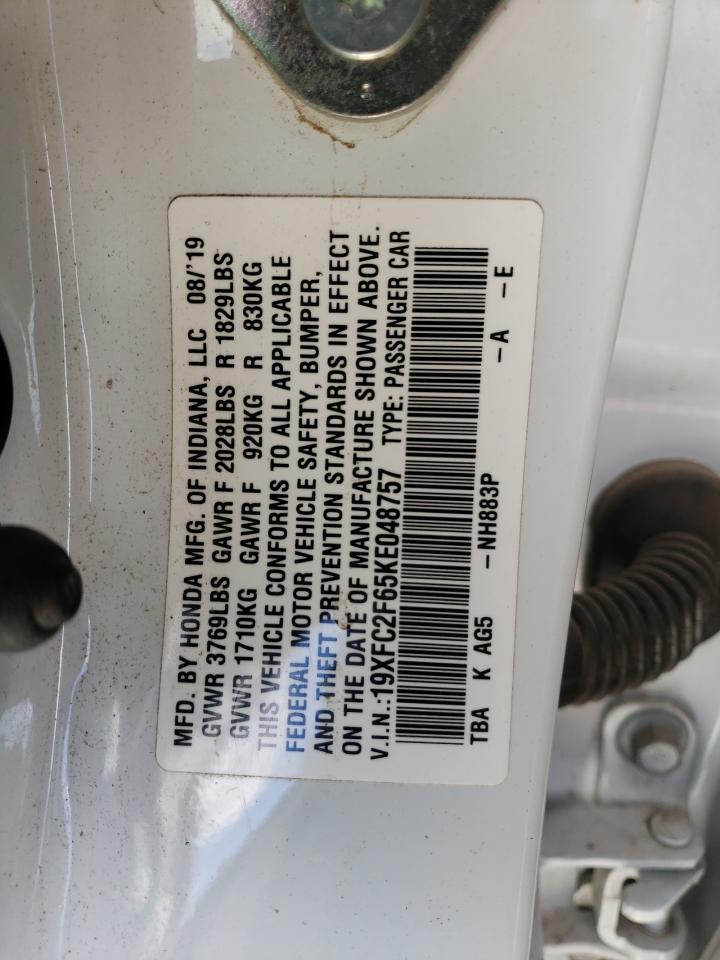 MFD. BY HONDA MFG. OF INDIANA, LLC 08/'19
GVWR 3769LBS GAWR F 2028LBS R 1829LBS
GVWR 1710KG GAWR F 920KG R 830KG
THIS VEHICLE CONFORMS TO ALL APPLICABLE
FEDERAL MOTOR VEHICLE SAFETY, BUMPER,
AND THEFT PREVENTION STANDARDS IN EFFECT
ON THE DATE OF MANUFACTURE SHOWN ABOVE.
V.I.N.:19XFC2F65KE048757 TYPE: PASSENGER CAR
TBA K AG5 -NH883P -A -E